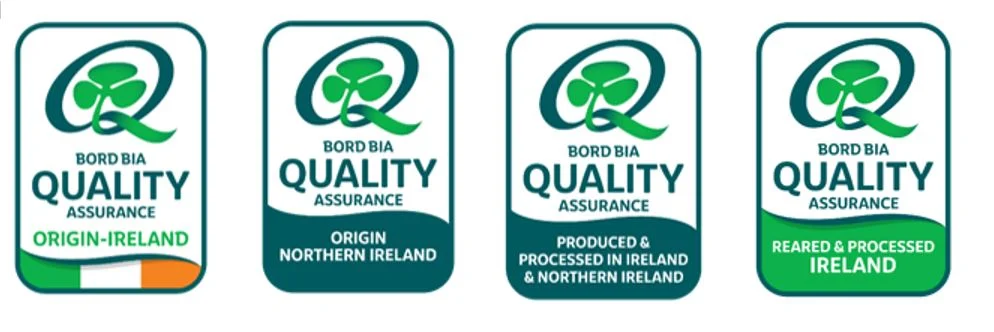 BORD BIA
QUALITY
ASSURANCE
ORIGIN-IRELAND
BORD BIA
QUALITY
ASSURANCE
ORIGIN
NORTHERN IRELAND
BORD BIA
QUALITY
ASSURANCE
PRODUCED &
PROCESSED IN IRELAND
& NORTHERN IRELAND
BORD BIA
QUALITY
ASSURANCE
REARED & PROCESSED
IRELAND